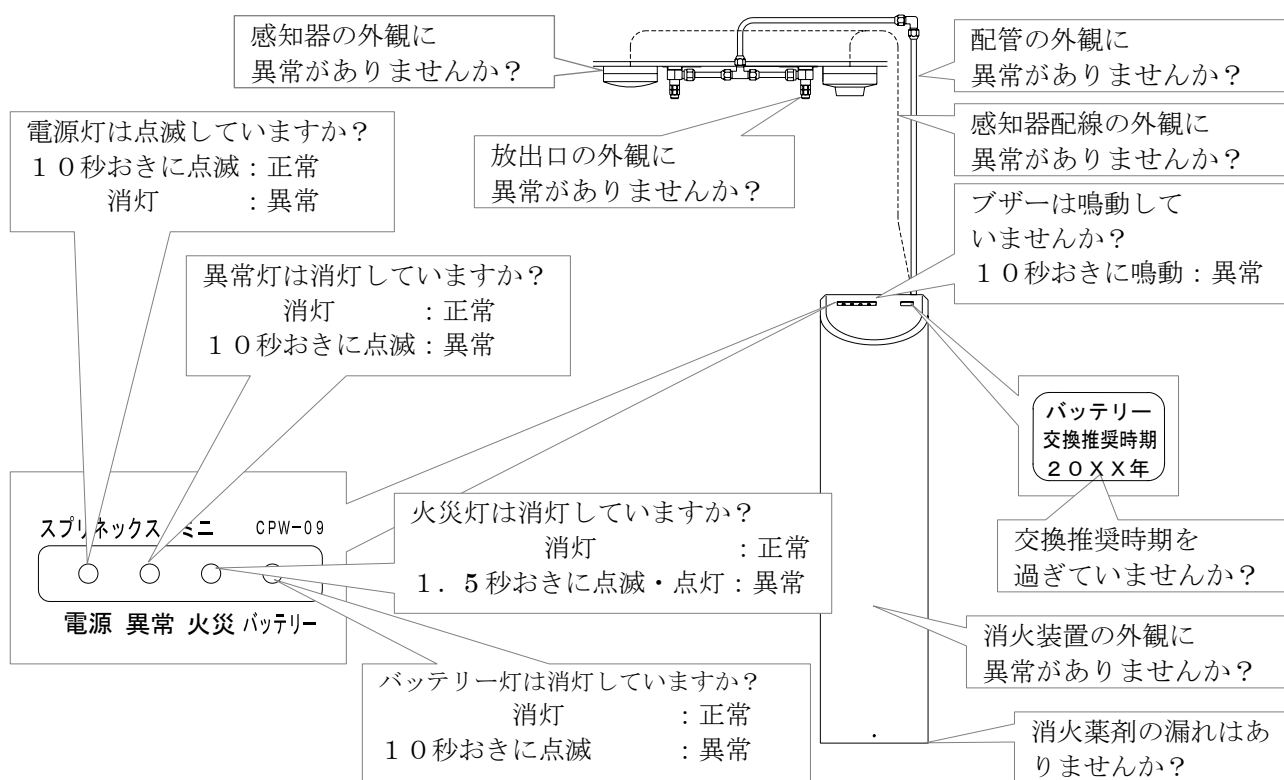 感知器の外観に
異常がありませんか？
配管の外観に
異常がありませんか？
電源灯は点滅していますか？
１０秒おきに点滅：正常
消灯　　　：異常
放出口の外観に
異常がありませんか？
感知器配線の外観に
異常がありませんか？
ブザーは鳴動して
いませんか？
１０秒おきに鳴動：異常
異常灯は消灯していますか？
消灯　　　：正常
１０秒おきに点滅：異常
バッテリー
交換推奨時期
２０ＸＸ年
交換推奨時期を
過ぎていませんか？
スプリネックス ミニ　CPW-09
電源 異常 火災 バッテリー
火災灯は消灯していますか？
消灯　　　　　：正常
１．５秒おきに点滅・点灯：異常
消火装置の外観に
異常がありませんか？
バッテリー灯は消灯していますか？
消灯　　　　：正常
１０秒おきに点滅　　　：異常
消火薬剤の漏れはあ
りませんか？